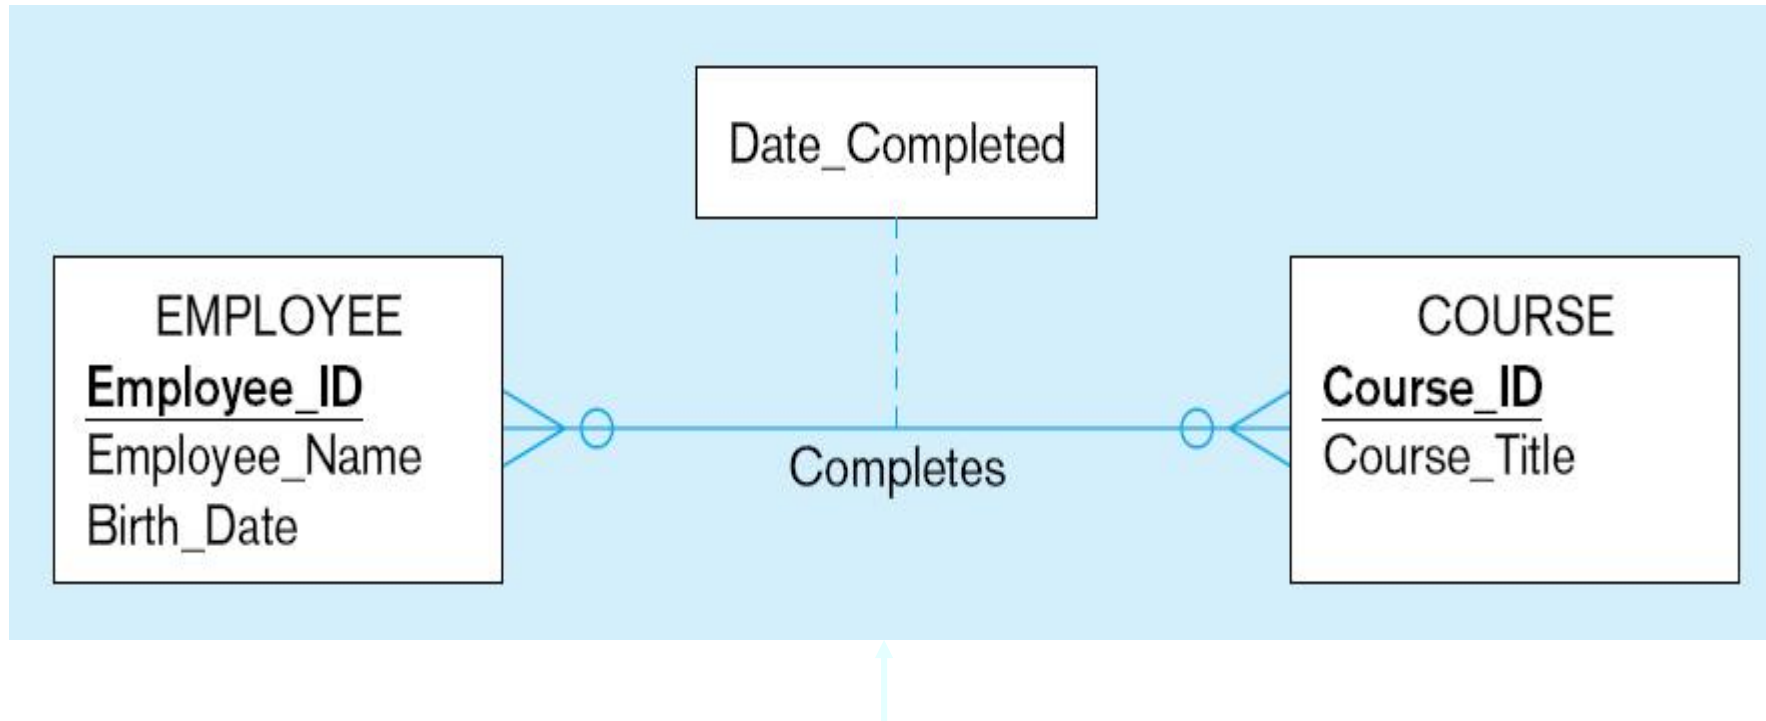 Date_Completed
EMPLOYEE
Employee_ID
Employee_Name
Birth_Date
Completes
COURSE
Course_ID
Course_Title